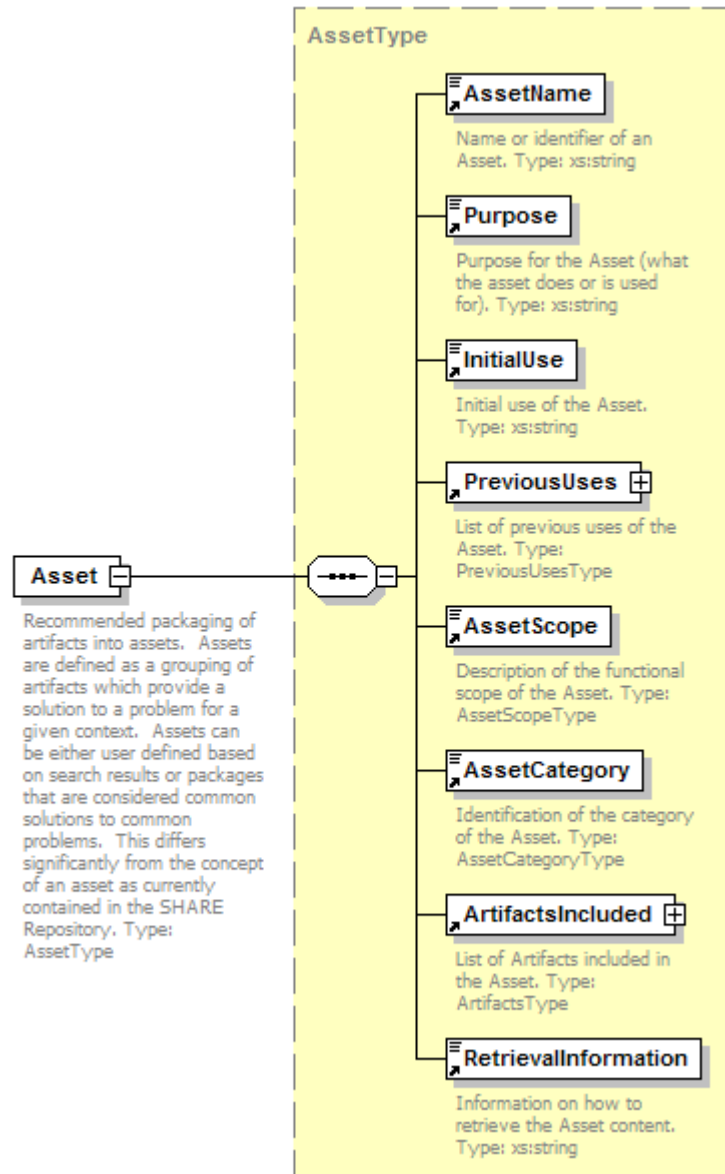 AssetType
AssetName
Name or identifier of an
Asset. Type: xs:string
Purpose
Purpose for the Asset (what
the asset does or is used
for). Type: xs:string
InitialUse
Initial use of the Asset.
Type: xs:string
PreviousUses
List of previous uses of the
Asset. Type:
PreviousUsesType
Asset
Recommended packaging of
artifacts into assets. Assets
are defined as a grouping of
artifacts which provide a
solution to a problem for a
given context. Assets can
be either user defined based
on search results or packages
that are considered common
solutions to common
problems. This differs
significantly from the concept
of an asset as currently
contained in the SHARE
Repository. Type:
AssetType
AssetScope
Description of the functional
scope of the Asset. Type:
AssetScopeType
AssetCategory
Identification of the category
of the Asset. Type:
AssetCategoryType
ArtifactsIncluded
List of Artifacts included in
the Asset. Type:
ArtifactsType
RetrievalInformation
Information on how to
retrieve the Asset content.
Type: xs:string